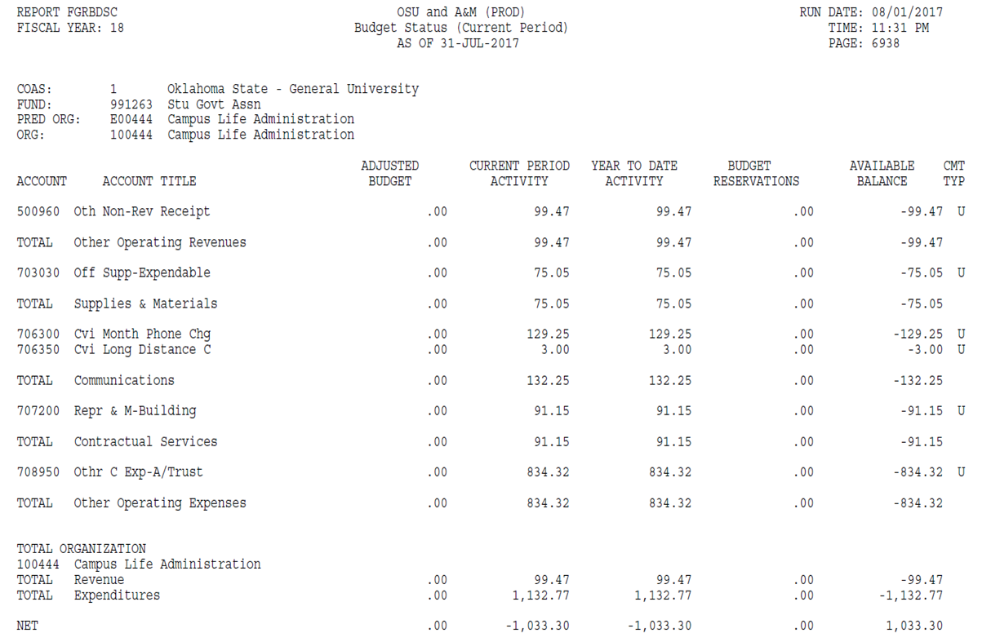 REPORT FGRBDSC OSU and A&M (PROD) RUN DATE: 08/01/2017
FISCAL YEAR: 18 Budget Status (Current Period) TIME: 11:31 PM
AS OF 31-JUL-2017 PAGE: 6938
COAS: 1 Oklahoma State - General University
FUND: 991263 Stu Govt Assn
PRED ORG: E00444 Campus Life Administration
ORG: 100444 Campus Life Administration
ADJUSTED CURRENT PERIOD YEAR TO DATE BUDGET AVAILABLE CMT
ACCOUNT ACCOUNT TITLE BUDGET ACTIVITY ACTIVITY RESERVATIONS BALANCE TYP
500960 Oth Non-Rev Receipt .00 99.47 99.47 .00 -99.47 U
TOTAL Other Operating Revenues .00 99.47 99.47 .00 -99.47
703030 Off Supp-Expendable .00 75.05 75.05 .00 -75.05 U
TOTAL Supplies & Materials .00 75.05 75.05 .00 -75.05
706300 Cvi Month Phone Chg .00 129.25 129.25 .00 -129.25 U
706350 Cvi Long Distance C .00 3.00 3.00 .00 -3.00 U
TOTAL Communications .00 132.25 132.25 .00 -132.25
707200 Repr & M-Building .00 91.15 91.15 .00 -91.15 U
TOTAL Contractual Services .00 91.15 91.15 .00 -91.15
708950 Othr C Exp-A/Trust .00 834.32 834.32 .00 -834.32 U
TOTAL Other Operating Expenses .00 834.32 834.32 .00 -834.32
TOTAL ORGANIZATION
100444 Campus Life Administration
TOTAL Revenue .00 99.47 99.47 .00 -99.47
TOTAL Expenditures .00 1,132.77 1,132.77 .00 -1,132.77
NET .00 -1,033.30 -1,033.30 .00 1,033.30